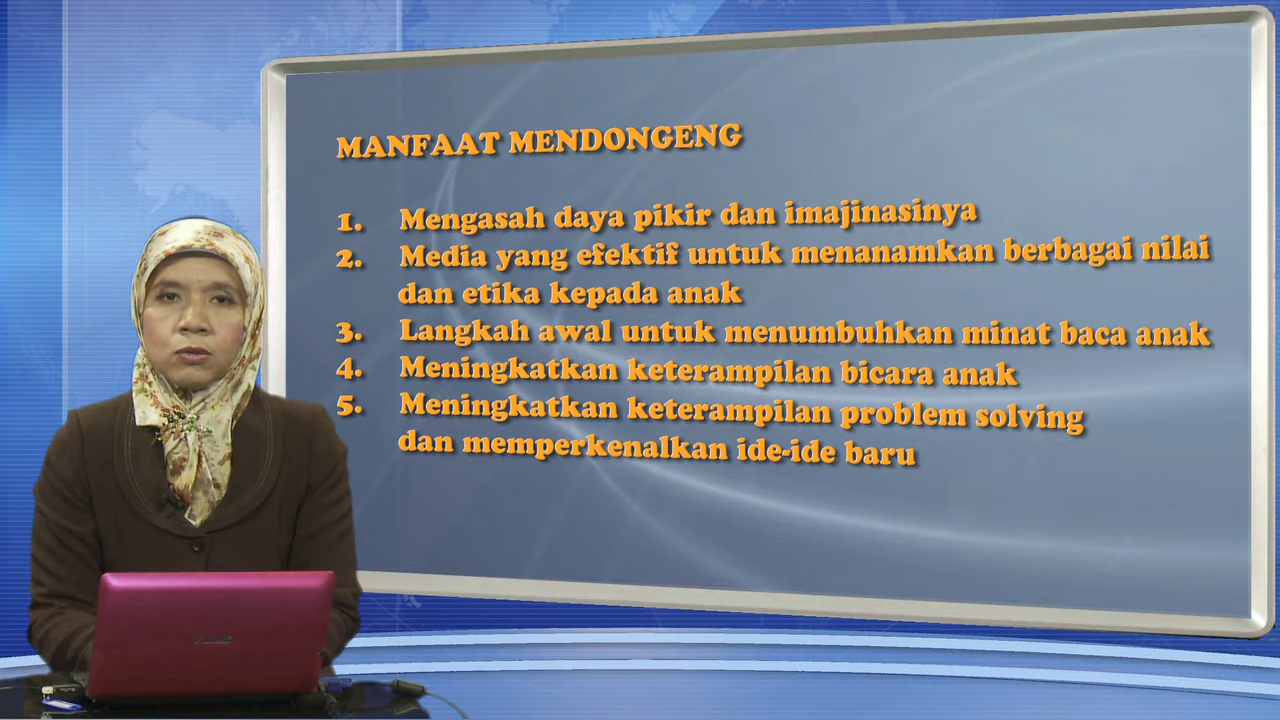 MANFAAT MENDONGENG
1. Mengasah daya pikir dan imajinasinya
2. Media yang efektif untuk menanamkan berbagai nilai
dan etika kepada anak
3. Langkah awal untuk menumbuhkan minat baca anak
4. Meningkatkan keterampilan bicara anak
5. Meningkatkan keterampilan problem solving
dan memperkenalkan ide-ide baru